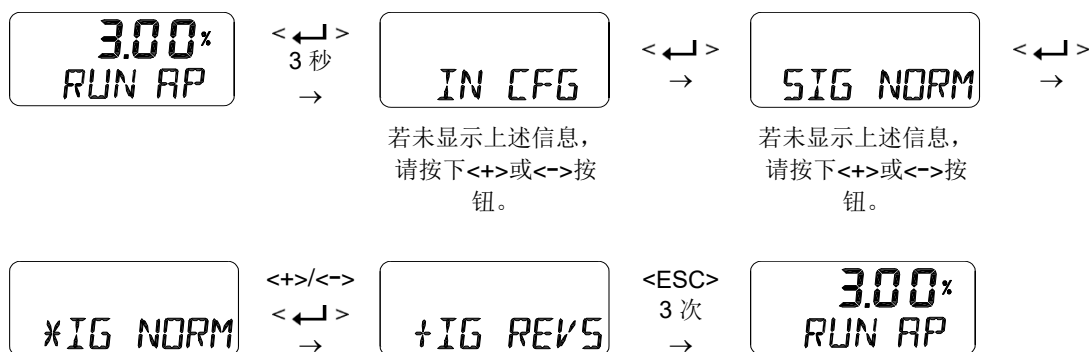 3.00%
RUN AP
< ↵ >
3 秒
→
IN CFG
若未显示上述信息，
请按下<+>或<->按
钮。
< ↵ >
→
SIG NORM
若未显示上述信息，
请按下<+>或<->按
钮。
< ↵ >
→
*IG NORM
<+>/<->
< ↵ >
→
+IG REVS
<ESC>
3 次
→
3.00%
RUN AP